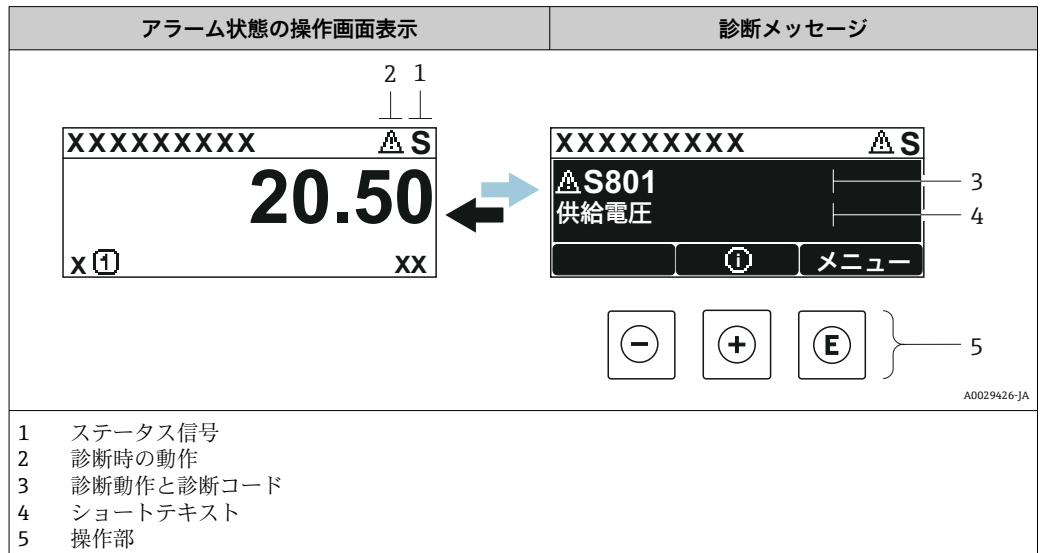 アラーム状態の操作画面表示
診断メッセージ
2 1
XXXXXXXXX S
20.50
X 1 XX
XXXXXXXXX S
S801
供給電圧
i メニュー
3
4
- + E
5
A0029426-JA
1 ステータス信号
2 診断時の動作
3 診断動作と診断コード
4 ショートテキスト
5 操作部